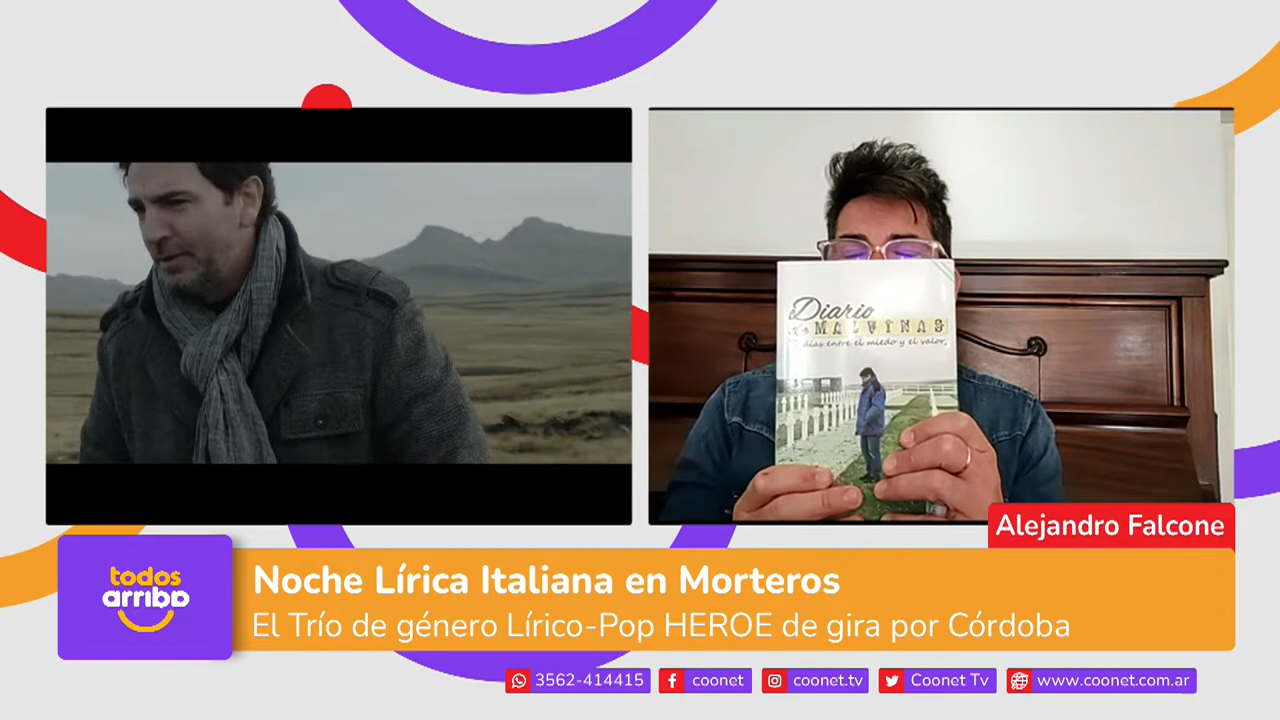 Diario
MALVINAS
días entre el miedo y el valor
Alejandro Falcone
todos
arriba
Noche Lírica Italiana en Morteros
El Trío de género Lírico-Pop HEROE de gira por Córdoba
3562-414415 coonet coonet.tv Coonet Tv www.coonet.com.ar